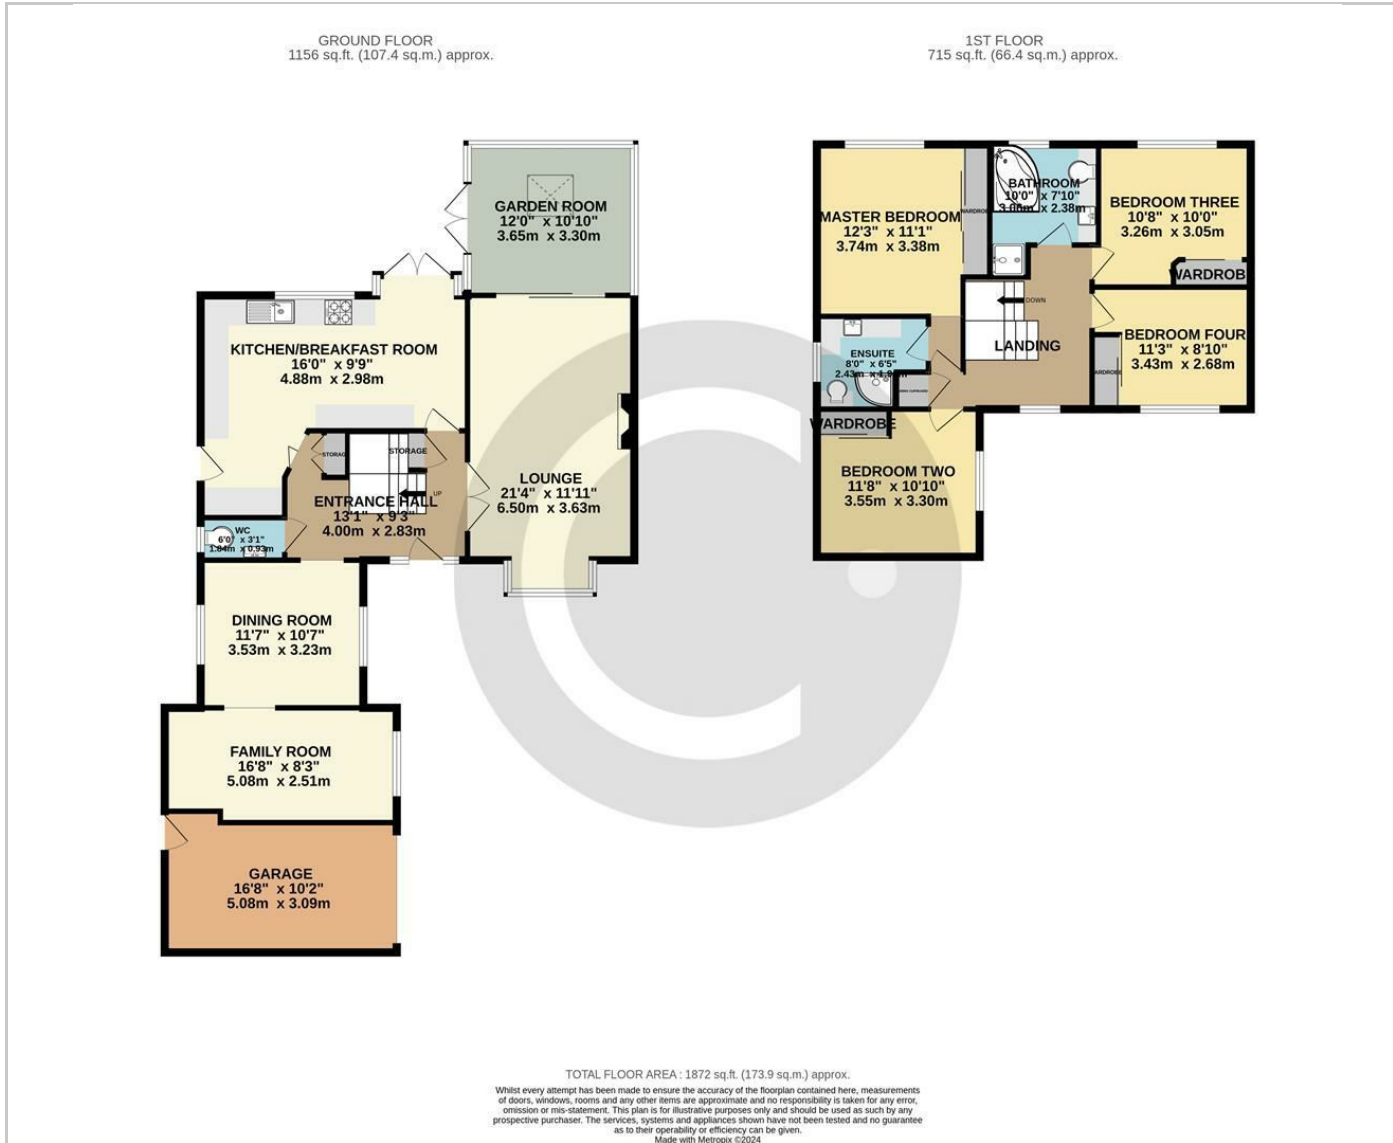 GROUND FLOOR
1156 sq.ft. (107.4 sq.m.) approx.
1ST FLOOR
715 sq.ft. (66.4 sq.m.) approx.
GARDEN ROOM
12'0" x 10'10"
3.65m x 3.30m
KITCHEN/BREAKFAST ROOM
16'0" x 9'9"
4.88m x 2.98m
STORAGE
STORAGE
UP
ENTRANCE HALL
13'1" x 9'3"
4.00m x 2.83m
LOUNGE
21'4" x 11'11"
6.50m x 3.63m
WC
6'0" x 3'1"
1.84m x 0.93m
DINING ROOM
11'7" x 10'7"
3.53m x 3.23m
FAMILY ROOM
16'8" x 8'3"
5.08m x 2.51m
GARAGE
16'8" x 10'2"
5.08m x 3.09m
MASTER BEDROOM
12'3" x 11'1"
3.74m x 3.38m
WARDROBE
BATHROOM
10'0" x 7'10"
3.06m x 2.38m
BEDROOM THREE
10'8" x 10'0"
3.26m x 3.05m
WARDROB
DOWN
LANDING
BEDROOM FOUR
11'3" x 8'10"
3.43m x 2.68m
WARDROBE
ENSUITE
8'0" x 6'5"
2.43m x
CUPBOARD
WARDROBE
BEDROOM TWO
11'8" x 10'10"
3.55m x 3.30m
TOTAL FLOOR AREA : 1872 sq.ft. (173.9 sq.m.) approx.
Whilst every attempt has been made to ensure the accuracy of the floorplan contained here, measurements
of doors, windows, rooms and any other items are approximate and no responsibility is taken for any error,
omission or mis-statement. This plan is for illustrative purposes only and should be used as such by any
prospective purchaser. The services, systems and appliances shown have not been tested and no guarantee
as to their operability or efficiency can be given.
Made with Metropix ©2024